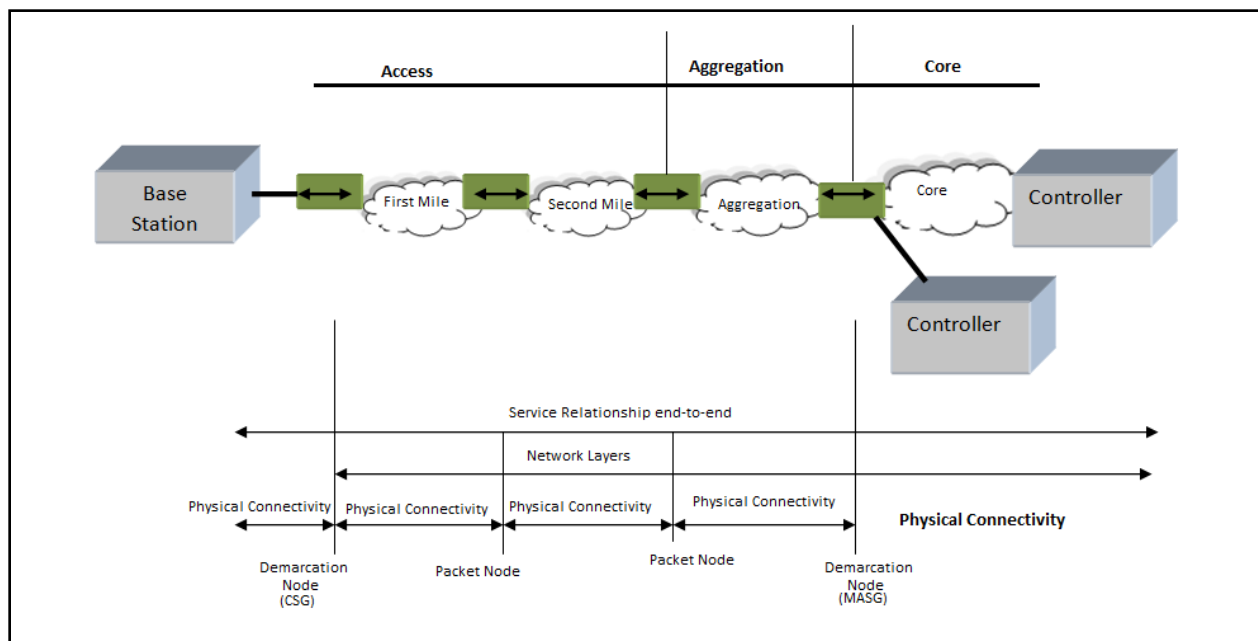 Access
Aggregation
Core
Base
Station
First Mile
Second Mile
Aggregation
Core
Controller
Controller
Service Relationship end-to-end
Network Layers
Physical Connectivity
Physical Connectivity
Physical Connectivity
Physical Connectivity
Physical Connectivity
Demarcation
Node
(CSG)
Packet Node
Packet Node
Demarcation
Node
(MASG)